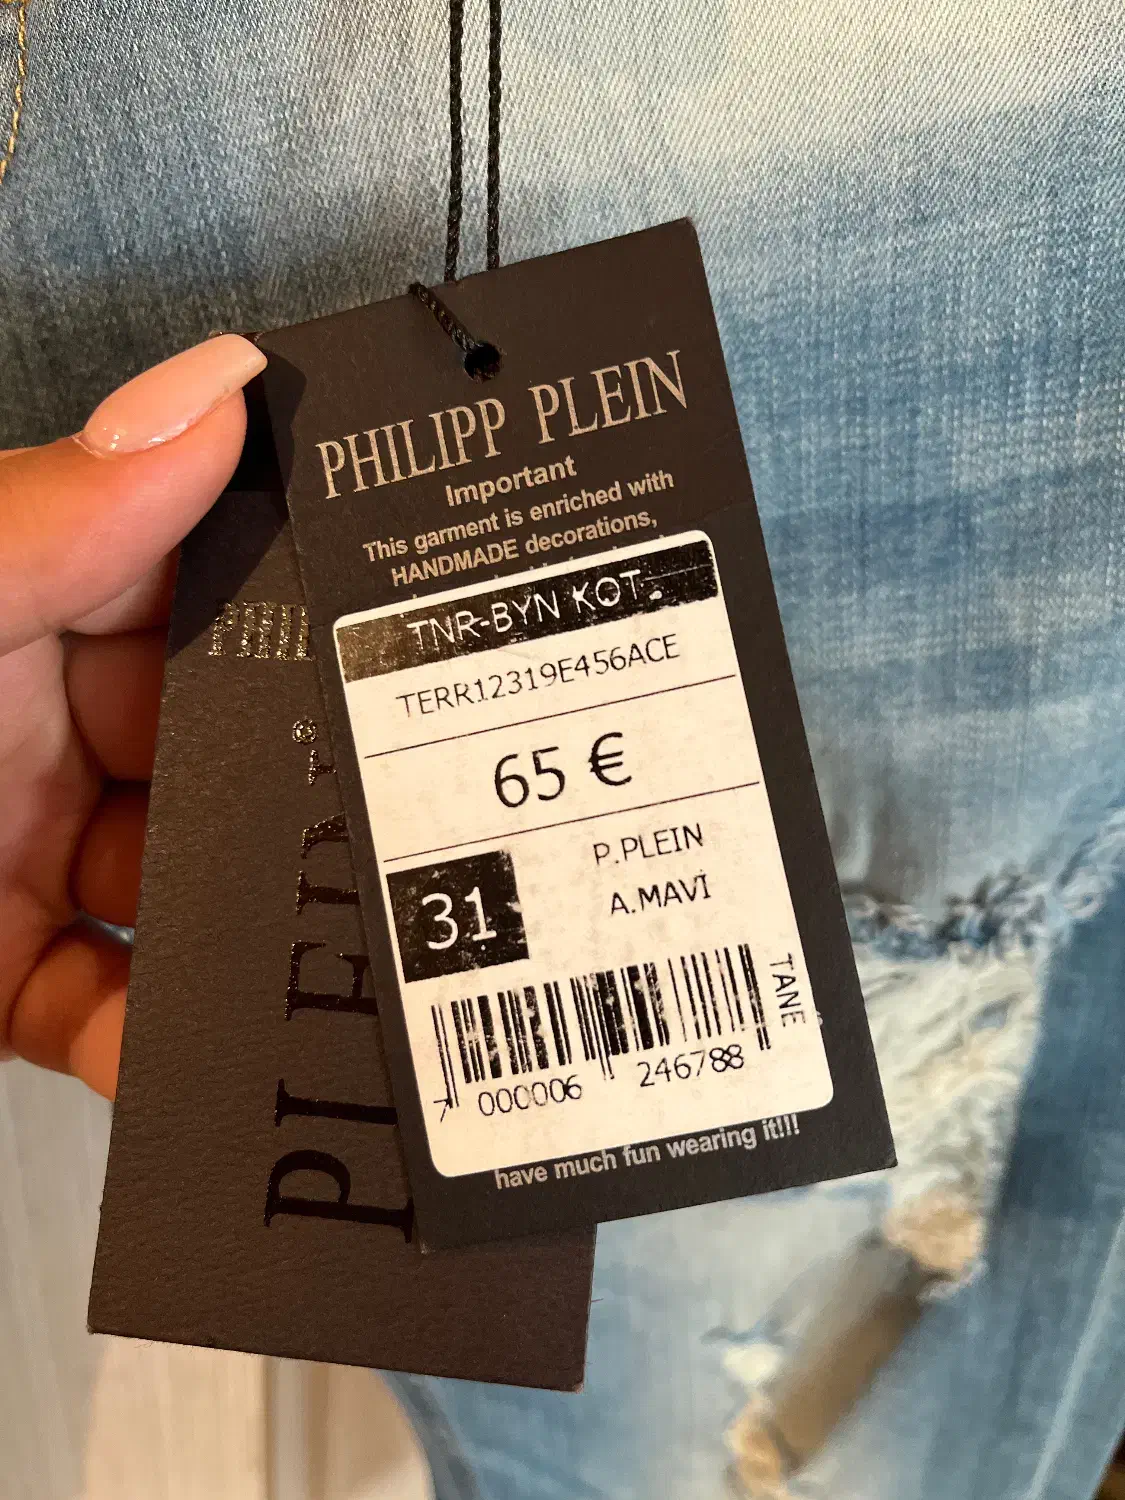 PHILIPP PLEIN
Important
This garment is enriched with
HANDMADE decorations,
TNR-BYN KOT.
TERR12319E456ACE
65 €
31
P.PLEIN
A.MAVİ
TANE
7 000006 246788
have much fun wearing it!!!
PLEIN®